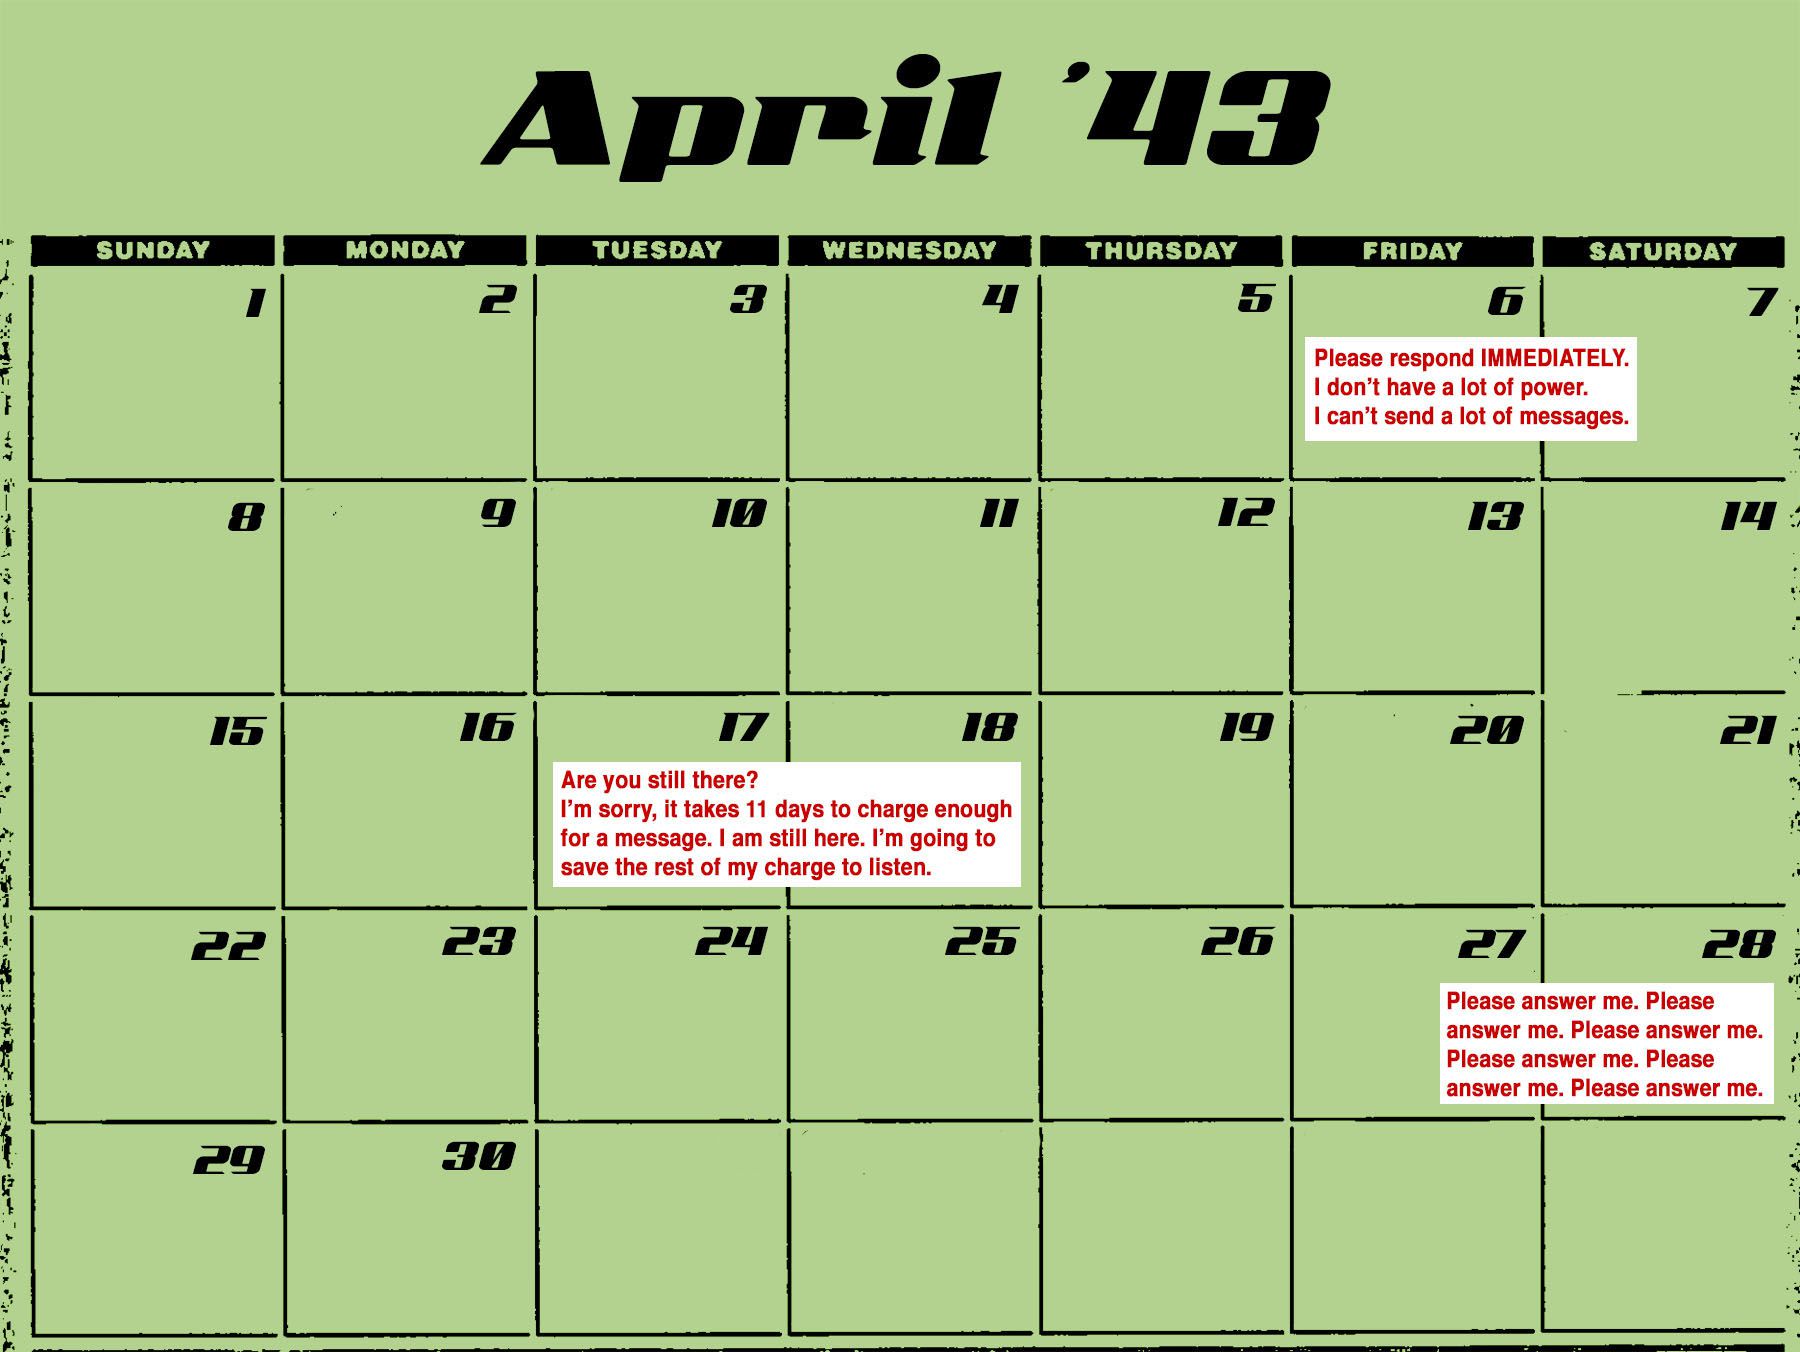 April '43
SUNDAY MONDAY TUESDAY WEDNESDAY THURSDAY FRIDAY SATURDAY
1 2 3 4 5 6 7
Please respond IMMEDIATELY.
I don’t have a lot of power.
I can’t send a lot of messages.
8 9 10 11 12 13 14
15 16 17 18 19 20 21
Are you still there?
I’m sorry, it takes 11 days to charge enough
for a message. I am still here. I’m going to
save the rest of my charge to listen.
22 23 24 25 26 27 28
Please answer me. Please
answer me. Please answer me.
Please answer me. Please
answer me. Please answer me.
29 30